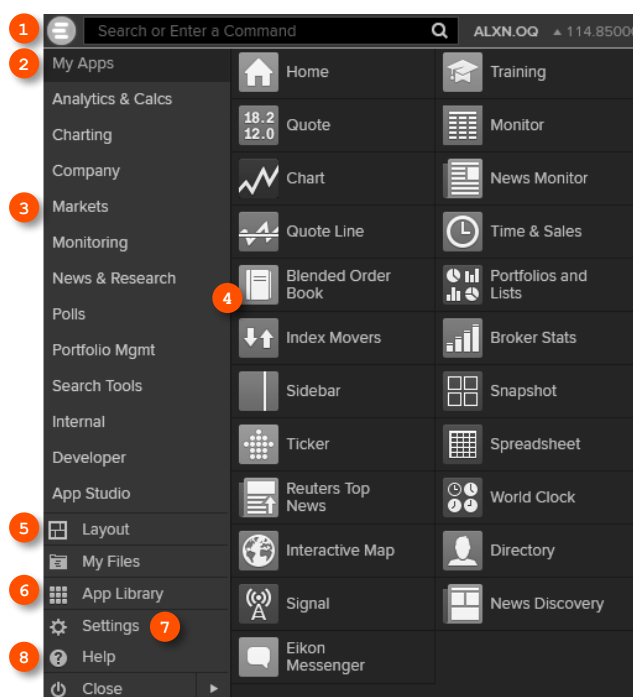 1 Search or Enter a Command ALXN.OQ ▲ 114.8500
2 My Apps
Analytics & Calcs
Charting
Company
3 Markets
Monitoring
News & Research
Polls
Portfolio Mgmt
Search Tools
Internal
Developer
App Studio
5 Layout
My Files
6 App Library
Settings 7
8 Help
Close
Home
18.2
12.0
Quote
Chart
Quote Line
4
Blended Order
Book
Index Movers
Sidebar
Ticker
Reuters Top
News
Interactive Map
Signal
Eikon
Messenger
Training
Monitor
News Monitor
Time & Sales
Portfolios and
Lists
Broker Stats
Snapshot
Spreadsheet
World Clock
Directory
News Discovery